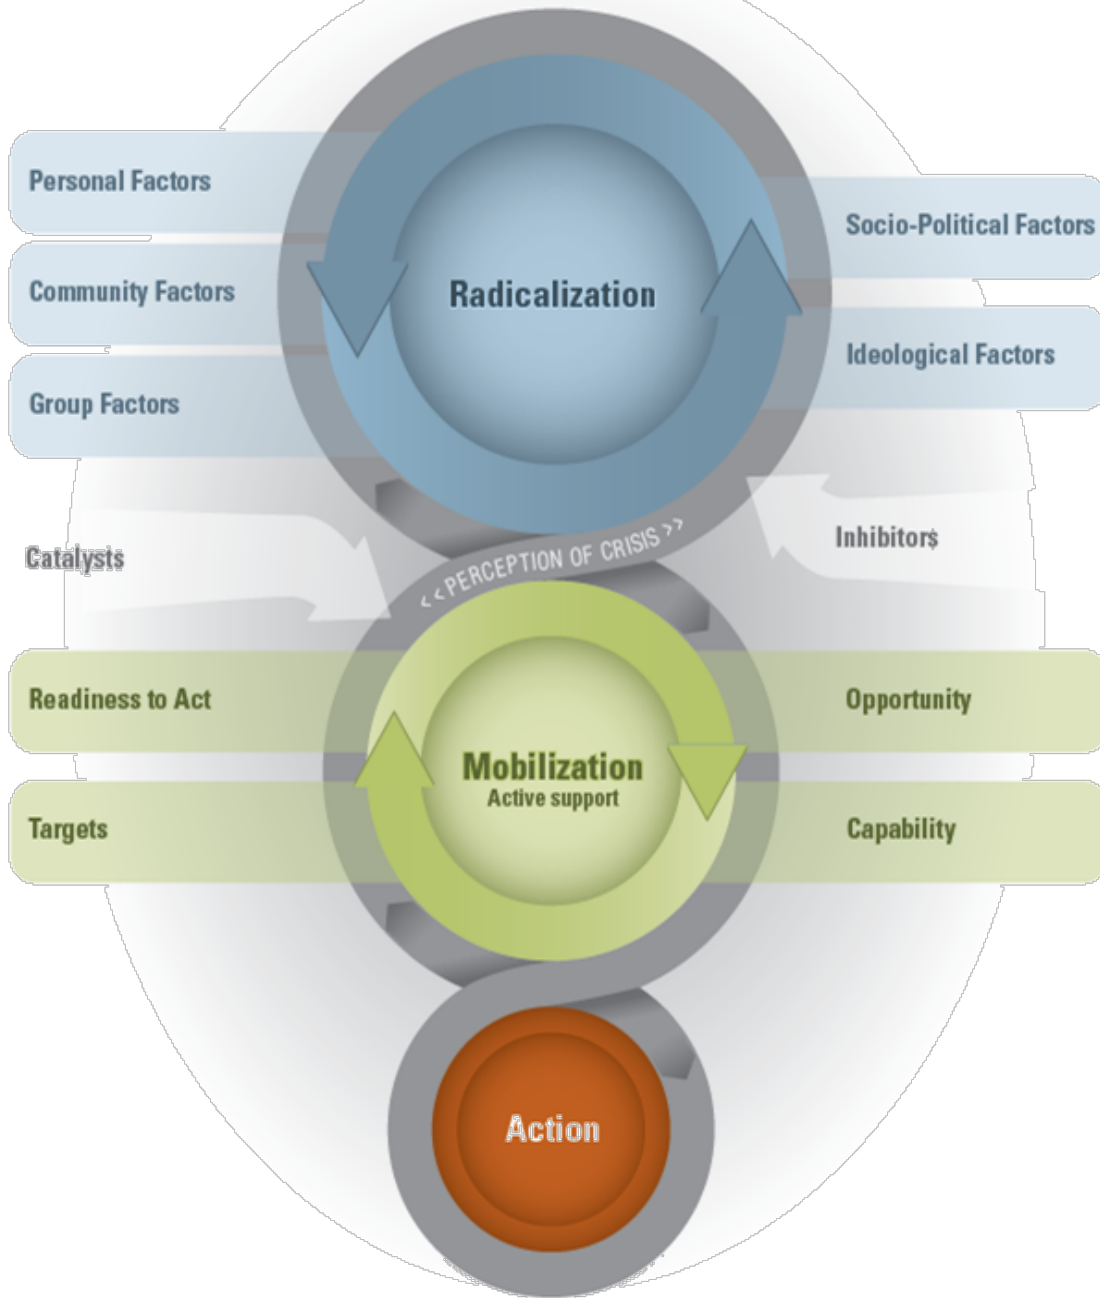 Personal Factors
Socio-Political Factors
Community Factors
Radicalization
Ideological Factors
Group Factors
<<PERCEPTION OF CRISIS>>
Catalysts
Inhibitors
Readiness to Act
Opportunity
Mobilization
Active support
Targets
Capability
Action